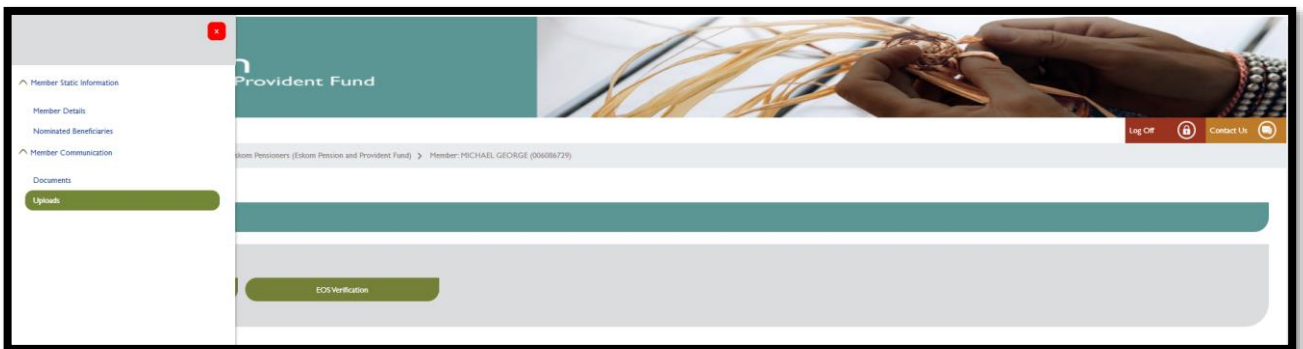 x
Provident Fund
Member Static Information
Member Details
Nominated Beneficiaries
Member Communication
Documents
Uploads
Log Off
Contact Us
Eskom Pensioners (Eskom Pension and Provident Fund) > Member: MICHAEL GEORGE (006086729)
EOS Verification